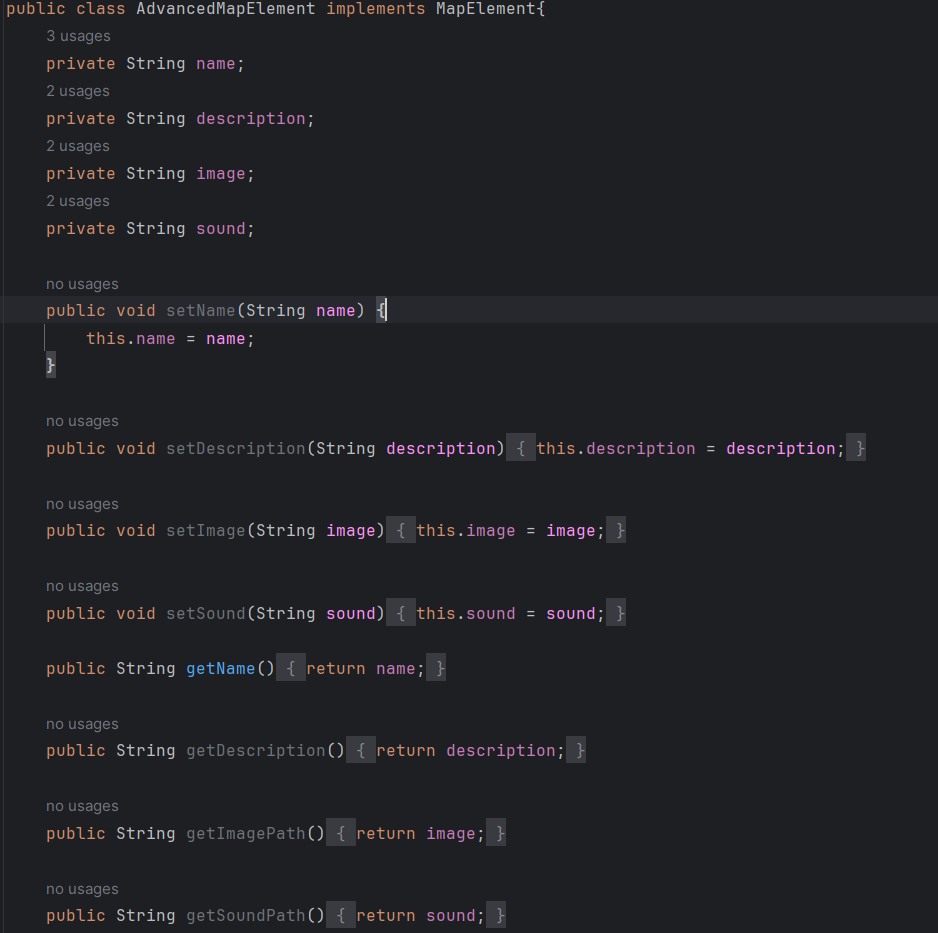 public class AdvancedMapElement implements MapElement{
3 usages
private String name;
2 usages
private String description;
2 usages
private String image;
2 usages
private String sound;
no usages
public void setName(String name) {
this.name = name;
}
no usages
public void setDescription(String description) { this.description = description; }
no usages
public void setImage(String image) { this.image = image; }
no usages
public void setSound(String sound) { this.sound = sound; }
public String getName() { return name; }
no usages
public String getDescription() { return description; }
no usages
public String getImagePath() { return image; }
no usages
public String getSoundPath() { return sound; }